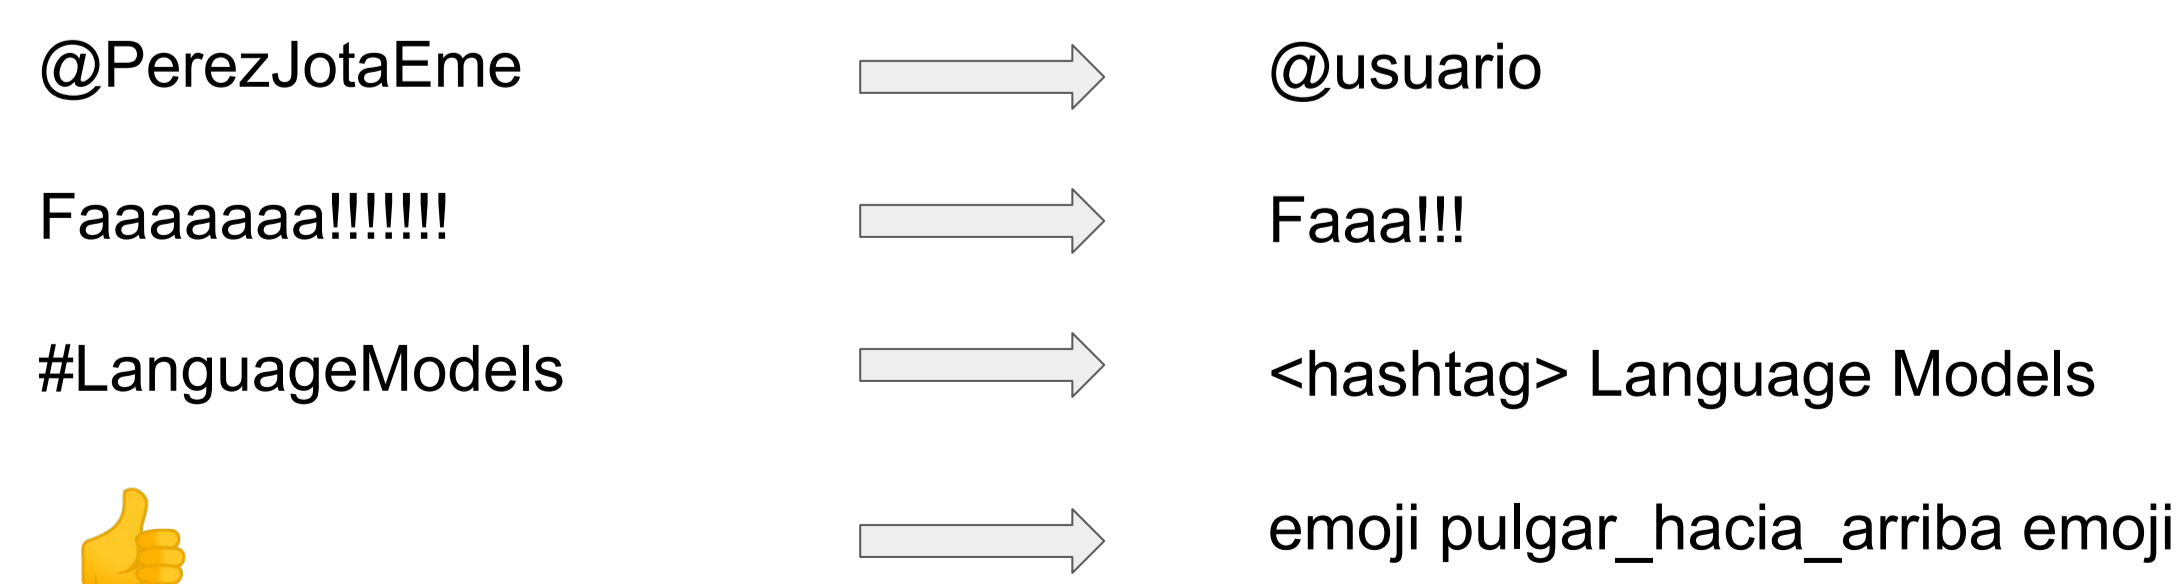 @PerezJotaEme @usuario
Faaaaaaa!!!!!!! Faaa!!!
#LanguageModels <hashtag> Language Models
emoji pulgar_hacia_arriba emoji